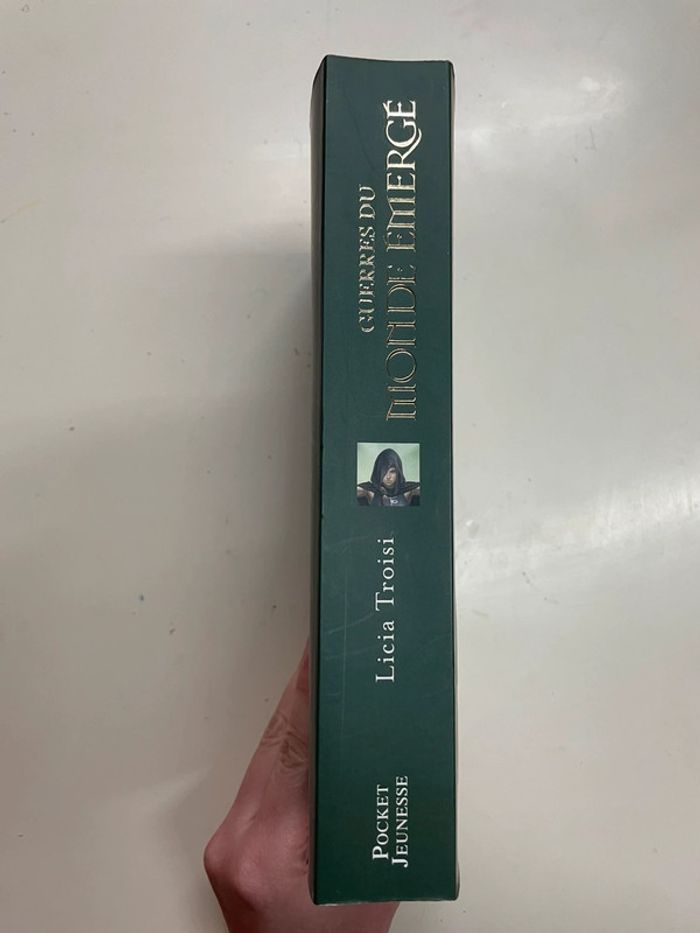 GUERRES DU
MONDE ÉMERGÉ
Licia Troisi
POCKET
JEUNESSE